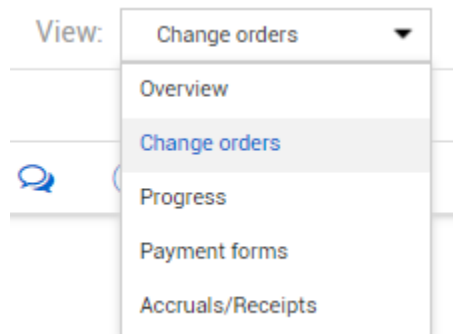 View: Change orders
Overview
Change orders
Progress
Payment forms
Accruals/Receipts